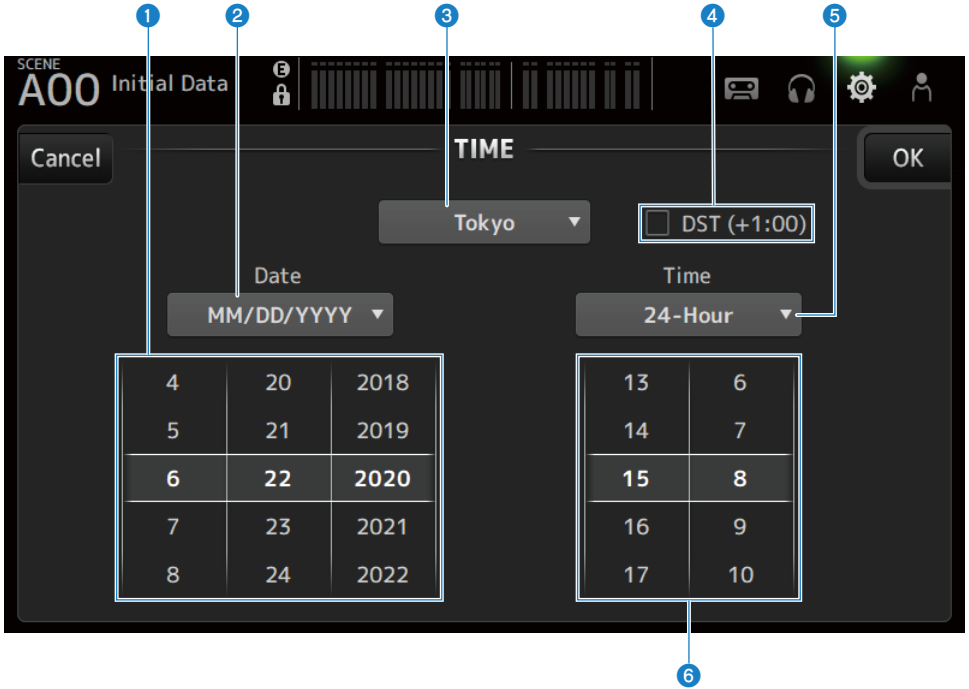 1 2 3 4 5
SCENE
A00 Initial Data E
Cancel TIME OK
Tokyo ▼ DST (+1:00)
Date Time
MM/DD/YYYY ▼ 24-Hour ▼
4 20 2018 13 6
5 21 2019 14 7
6 22 2020 15 8
7 23 2021 16 9
8 24 2022 17 10
6